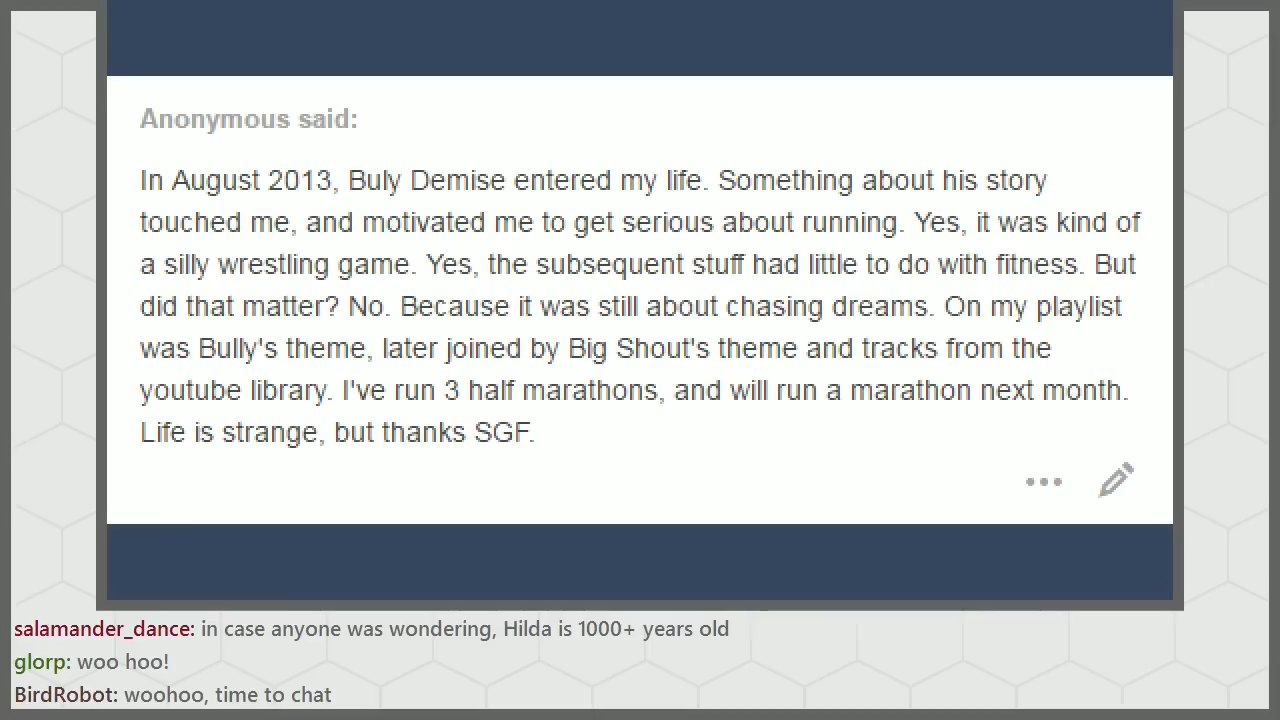 Anonymous said:
In August 2013, Buly Demise entered my life. Something about his story
touched me, and motivated me to get serious about running. Yes, it was kind of
a silly wrestling game. Yes, the subsequent stuff had little to do with fitness. But
did that matter? No. Because it was still about chasing dreams. On my playlist
was Bully's theme, later joined by Big Shout's theme and tracks from the
youtube library. I've run 3 half marathons, and will run a marathon next month.
Life is strange, but thanks SGF.
salamander_dance: in case anyone was wondering, Hilda is 1000+ years old
glorp: woo hoo!
BirdRobot: woohoo, time to chat